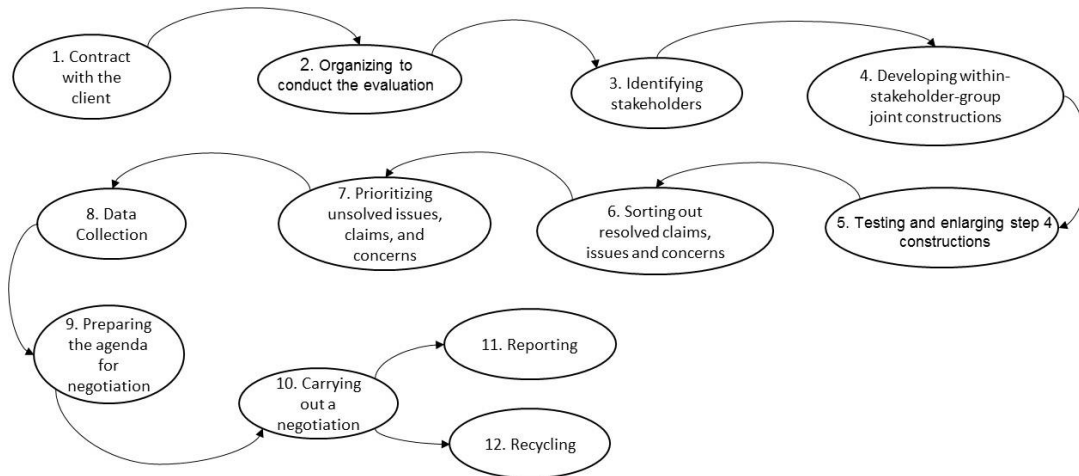 1. Contract
with the
client
2. Organizing to
conduct the evaluation
3. Identifying
stakeholders
4. Developing within-
stakeholder-group
joint constructions
5. Testing and enlarging step 4
constructions
6. Sorting out
resolved claims,
issues and concerns
7. Prioritizing
unsolved issues,
claims, and
concerns
8. Data
Collection
9. Preparing
the agenda
for
negotiation
10. Carrying
out a
negotiation
11. Reporting
12. Recycling